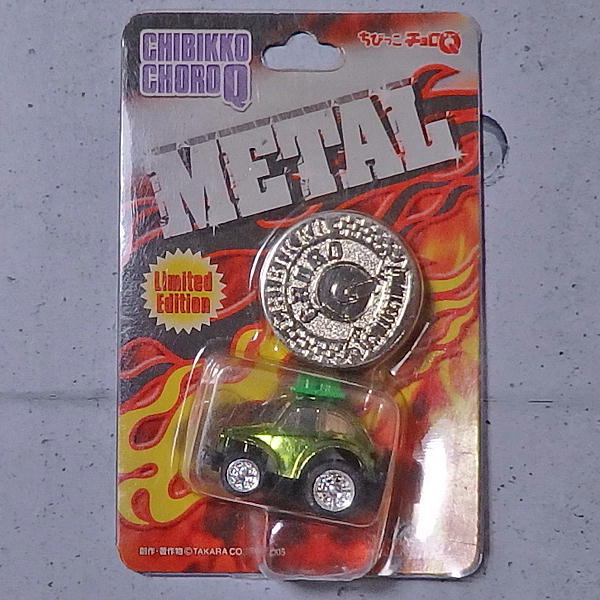 CHIBIKKO
CHORO Q
ちびっこ チョロQ
METAL
Limited
Edition
CHIBIKKO
CHORO
創作・著作物©TAKARA CO.